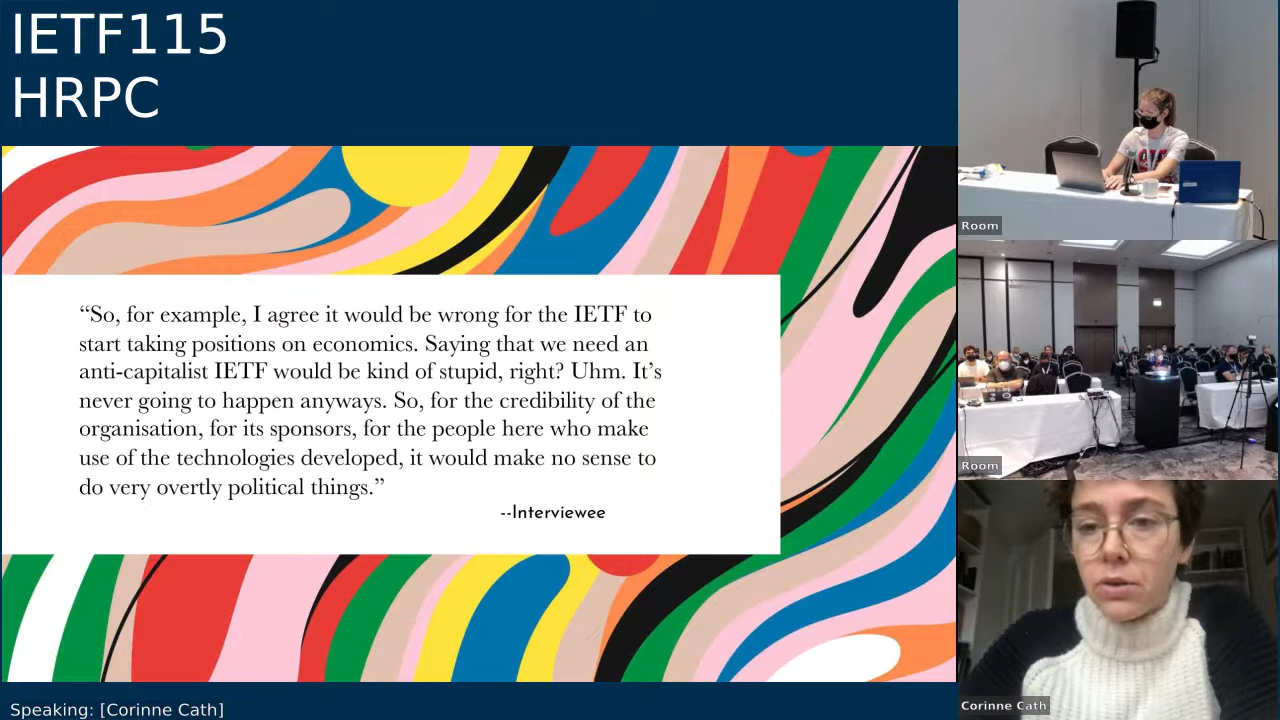 IETF115
HRPC
“So, for example, I agree it would be wrong for the IETF to
start taking positions on economics. Saying that we need an
anti-capitalist IETF would be kind of stupid, right? Uhm. It’s
never going to happen anyways. So, for the credibility of the
organisation, for its sponsors, for the people here who make
use of the technologies developed, it would make no sense to
do very overtly political things.”
--Interviewee
Room
Room
Corinne Cath
Speaking: [Corinne Cath]